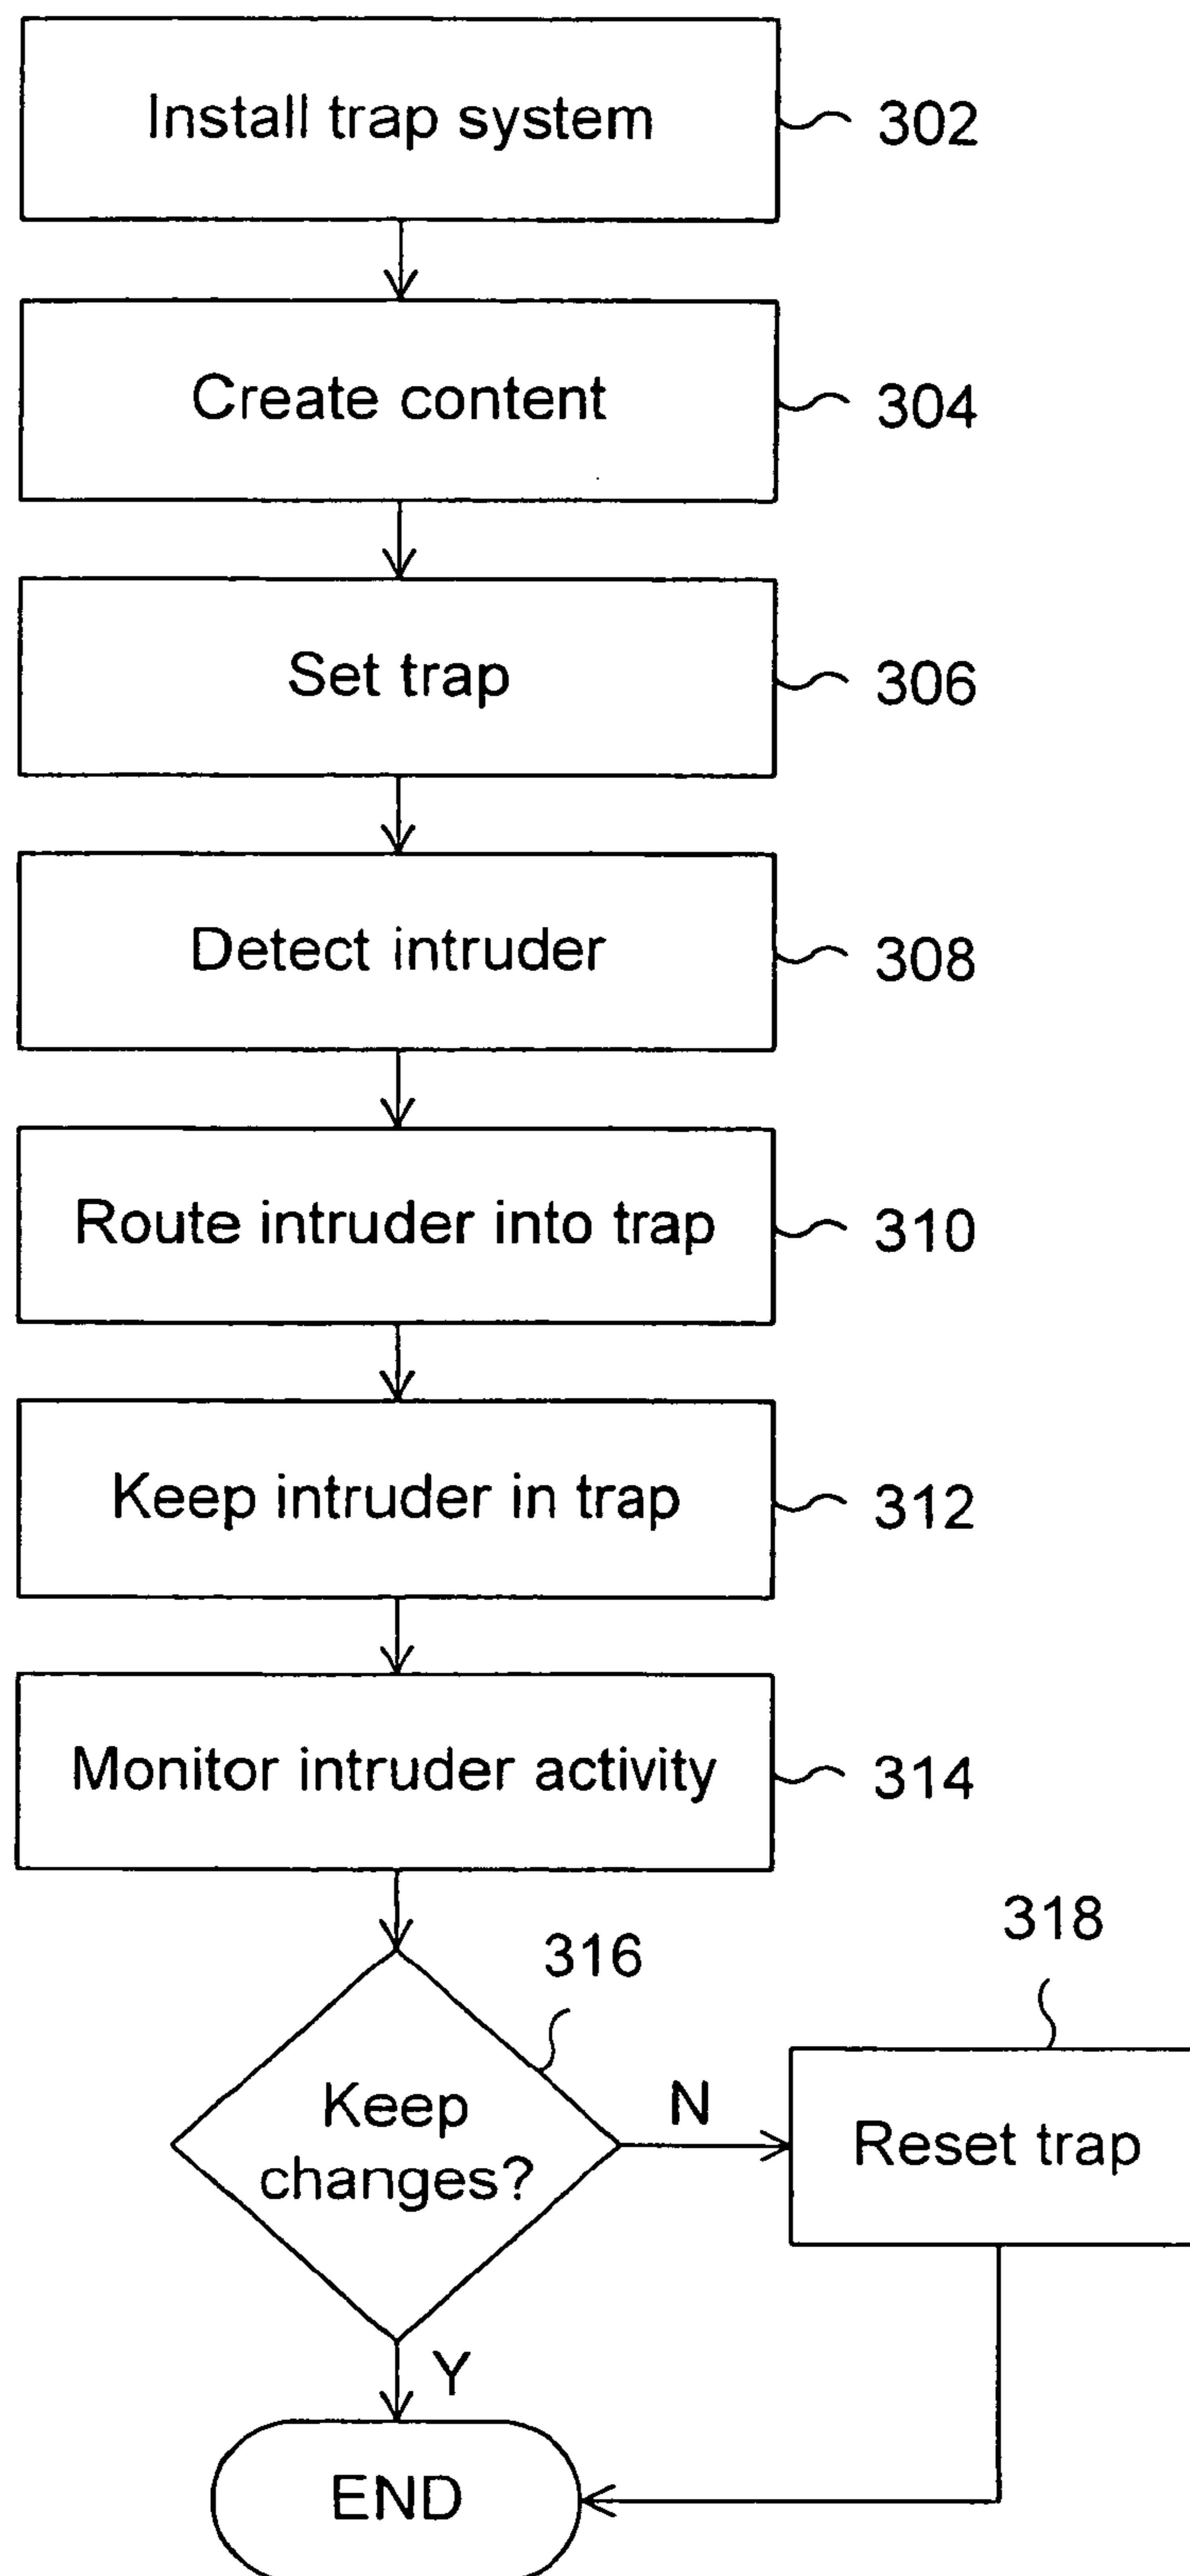 Install trap system
302
Create content
304
Set trap
306
Detect intruder
308
Route intruder into trap
310
Keep intruder in trap
312
Monitor intruder activity
314
316
318
Keep
changes?
N
Reset trap
Y
END